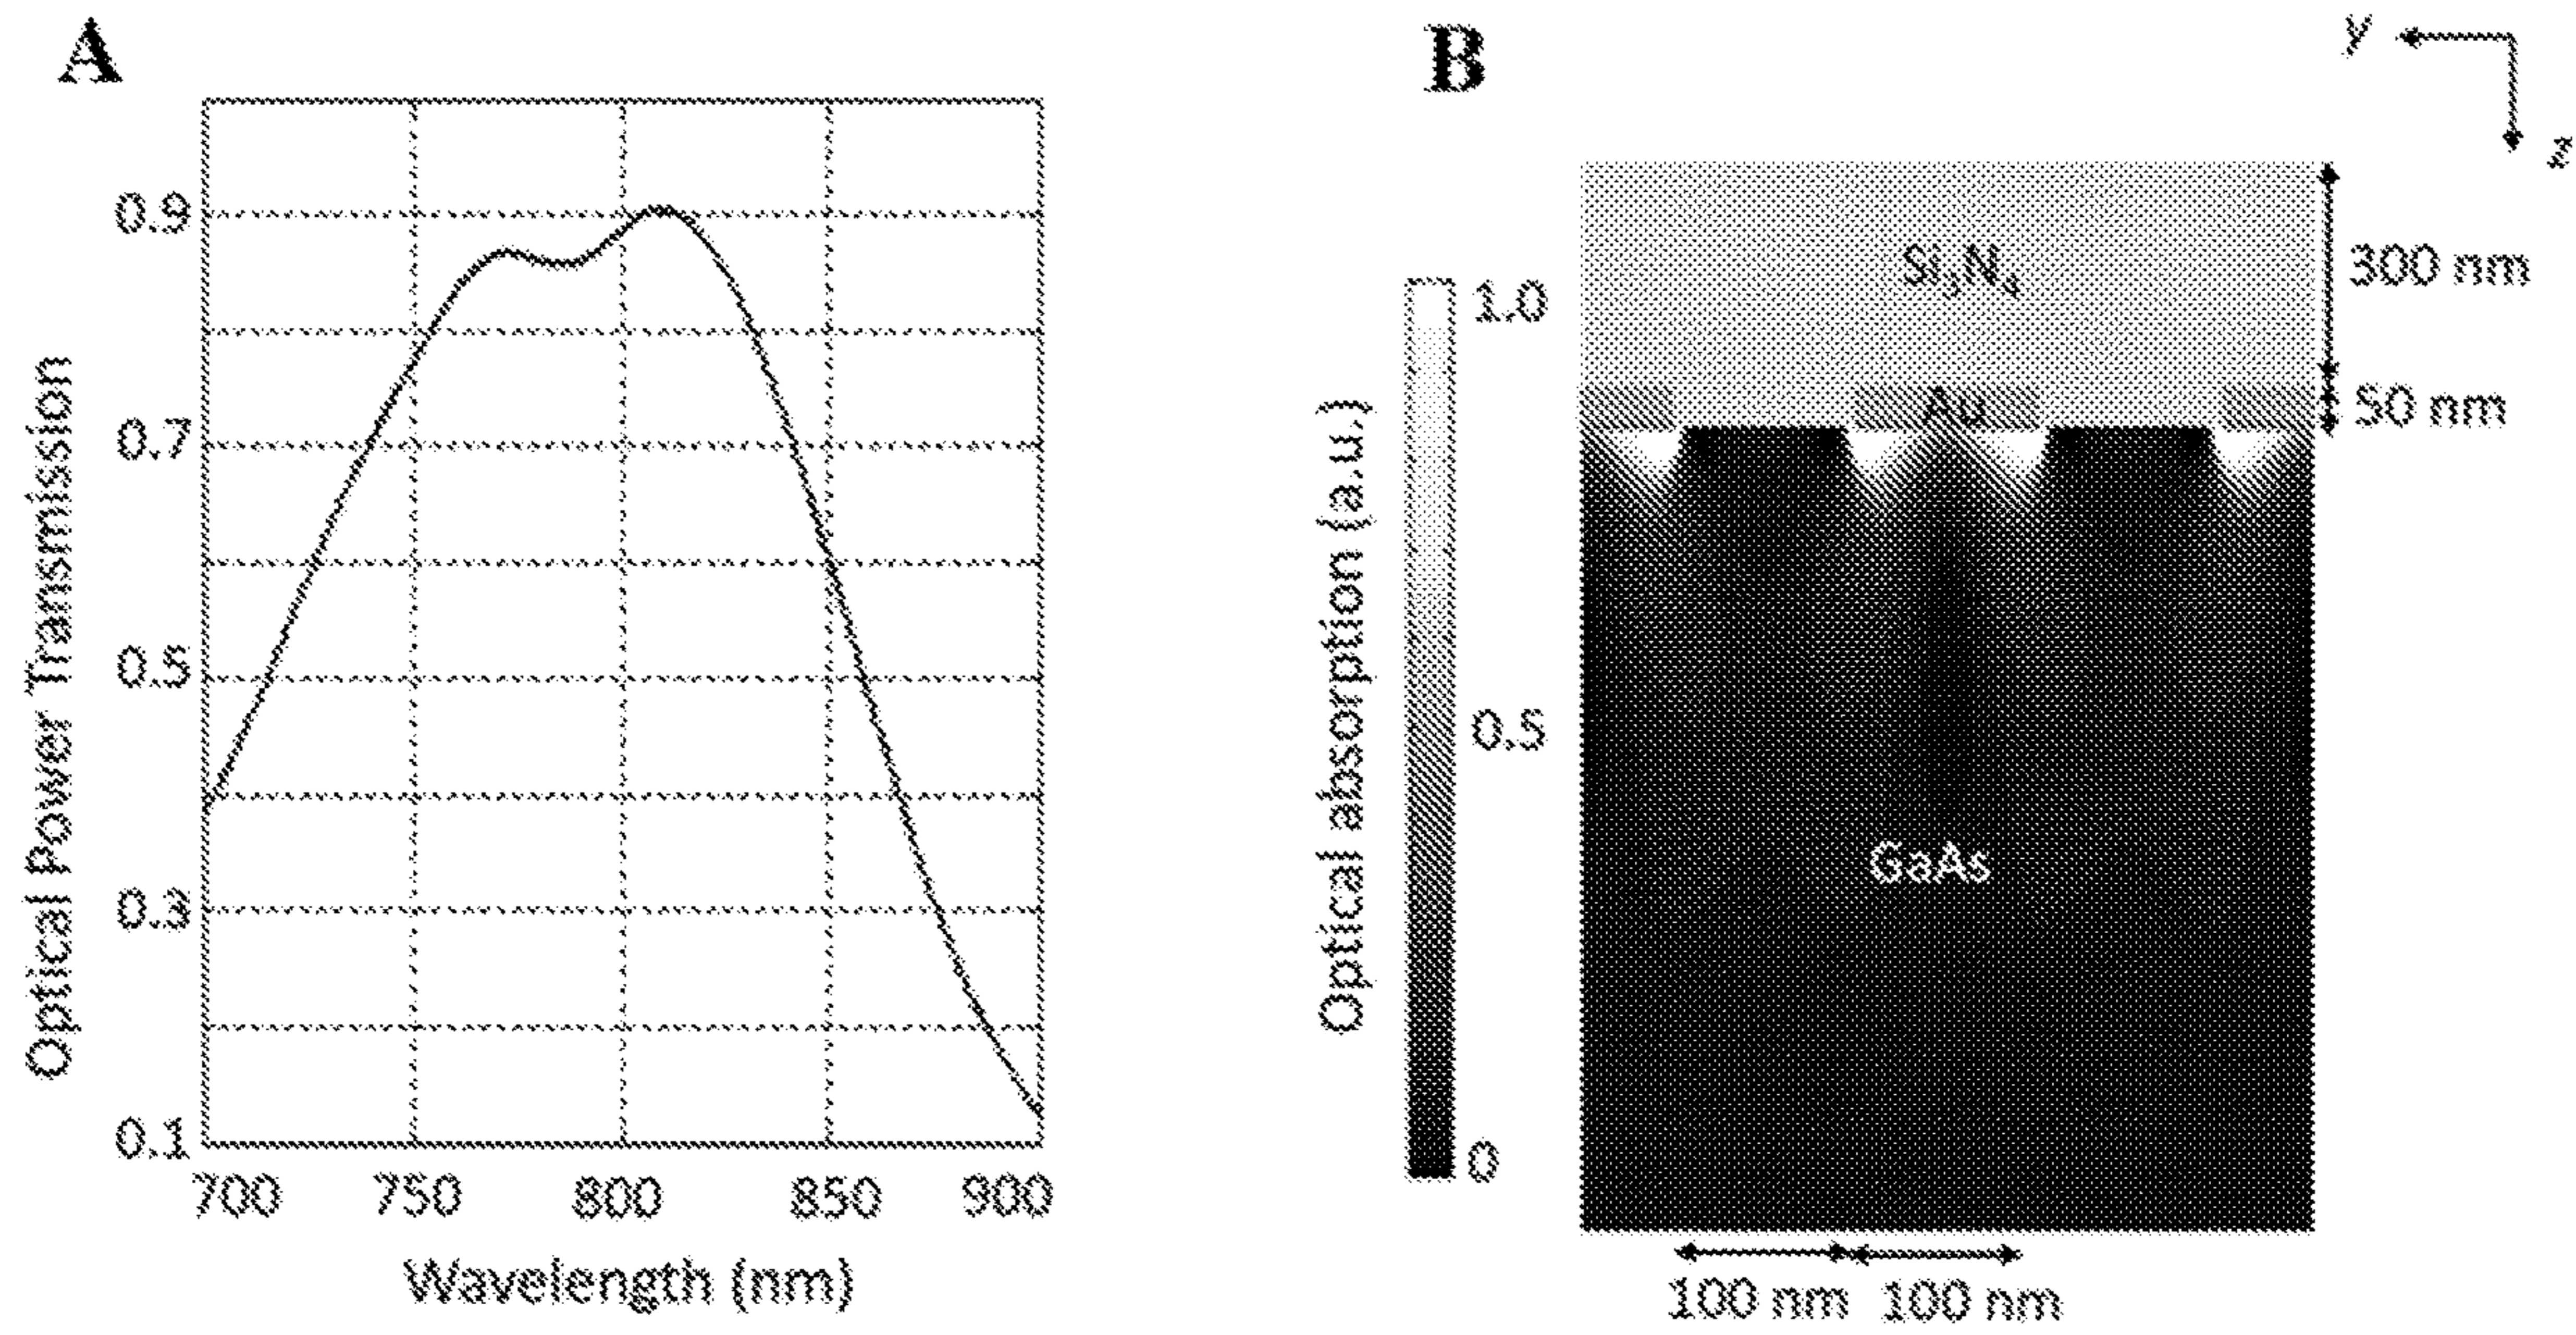 A
Optical Power Transmission
0.9
0.7
0.5
0.3
0.1
700 750 800 850 900
Wavelength (nm)
B
y
z
Optical absorption (a.u.)
1.0
0.5
0
Si₃N₄
300 nm
Au
50 nm
GaAs
100 nm 100 nm